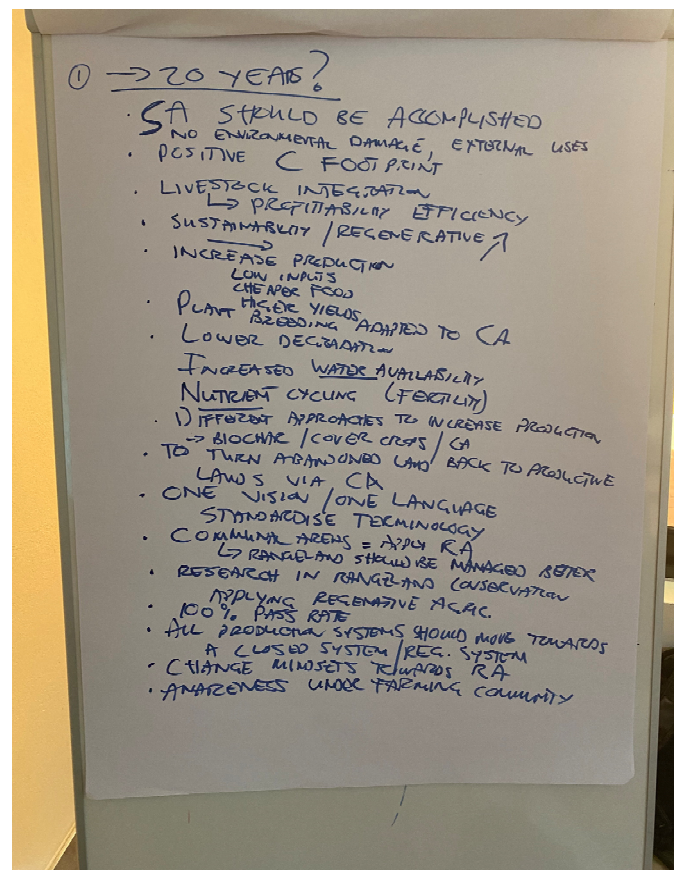 ① → 20 YEARS?
· SA SHOULD BE ACCOMPLISHED
NO ENVIRONMENTAL DAMAGE, EXTERNAL USES
· POSITIVE C FOOTPRINT
· LIVESTOCK INTEGRATION
↳ PROFITABILITY EFFICIENCY
· SUSTAINABILITY / REGENERATIVE ↗
→
· INCREASE PRODUCTION
LOW INPUTS
CHEAPER FOOD
HIGER YIELDS
· PLANT BREEDING ADAPTED TO CA
· LOWER DEGRADATION
INCREASED WATER AVAILABILITY
NUTRIENT CYCLING (FERTILITY)
· DIFFERENT APPROACHES TO INCREASE PRODUCTION
→ BIOCHAR / COVER CROPS / CA
· TO TURN ABANDONED LAND BACK TO PRODUCTIVE
LANDS VIA CA
· ONE VISION / ONE LANGUAGE
STANDARDISE TERMINOLOGY
· COMMUNAL AREAS = APPLY RA
↳ RANGELAND SHOULD BE MANAGED BETER
· RESEARCH IN RANGELAND CONSERVATION
APPLYING REGENATIVE AGRIC.
· 100% PASS RATE
· ALL PRODUCTION SYSTEMS SHOULD MOVE TOWARDS
A CLOSED SYSTEM / REG. SYSTEM
· CHANGE MINDSETS TOWARDS RA
· AWARENESS UNDER FARMING COMMUNITY